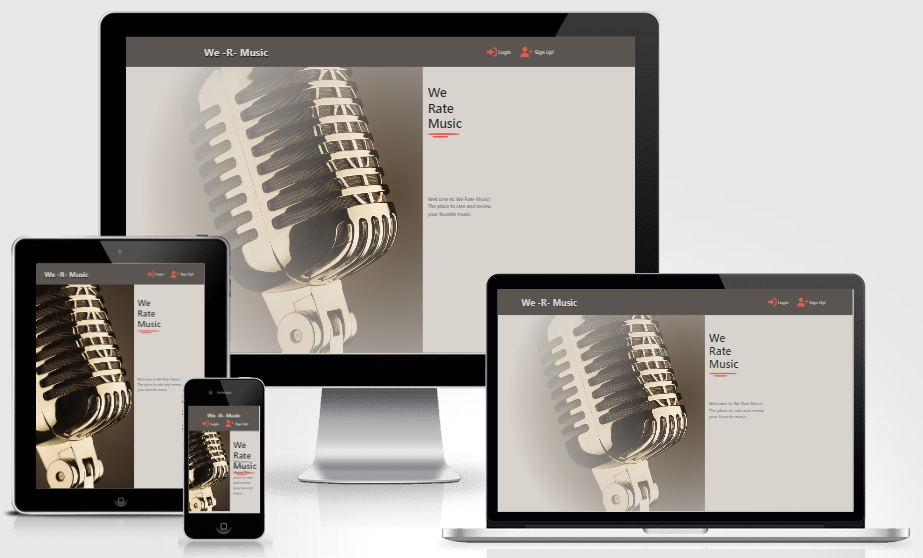 We -R- Music
Login Sign Up!
We
Rate
Music
Welcome to We Rate Music!
The place to rate and review
your favorite music.
We -R- Music
Login Sign Up!
We
Rate
Music
Welcome to We Rate Music!
The place to rate and review
your favorite music.
We -R- Music
Login Sign Up!
We
Rate
Music
your favorite
music.
We -R- Music
Login Sign Up!
We
Rate
Music
Welcome to We Rate Music!
The place to rate and review
your favorite music.